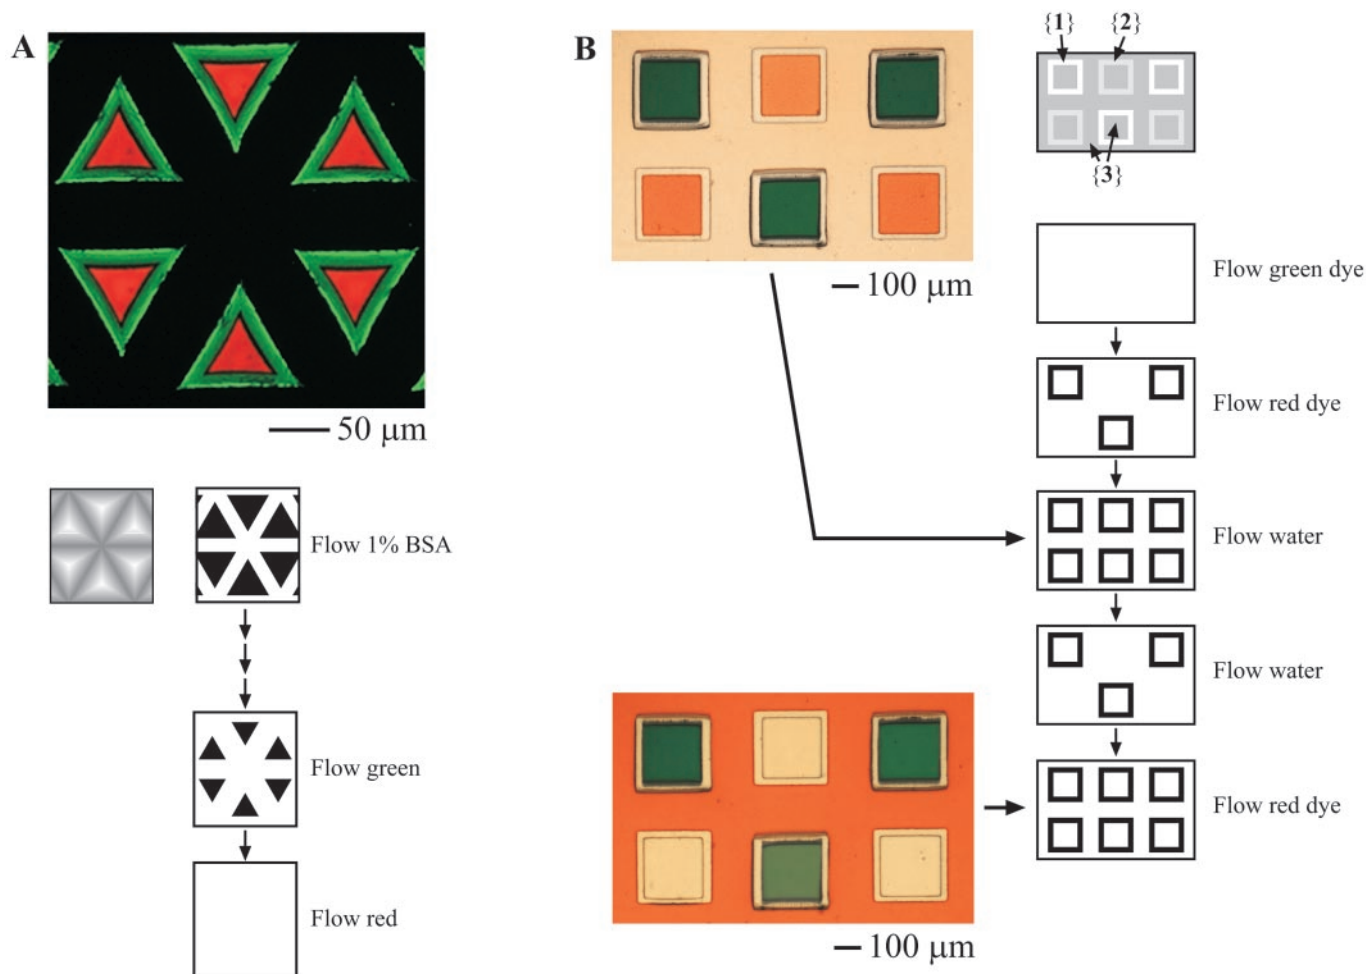 A
50 μm
Flow 1% BSA
Flow green
Flow red
B
100 μm
{1}
{2}
{3}
Flow green dye
Flow red dye
Flow water
Flow water
Flow red dye
100 μm